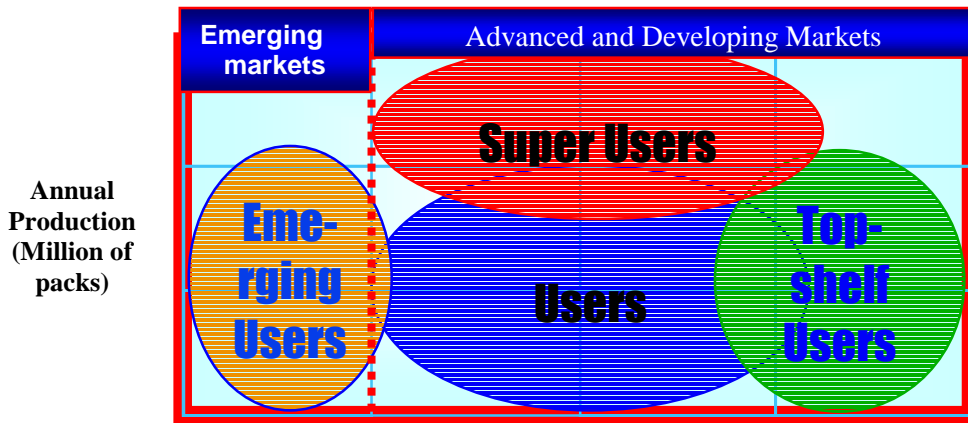 Emerging
markets
Advanced and Developing Markets
Super Users
Annual
Production
(Million of
packs)
Eme-
rging
Users
Users
Top-
shelf
Users